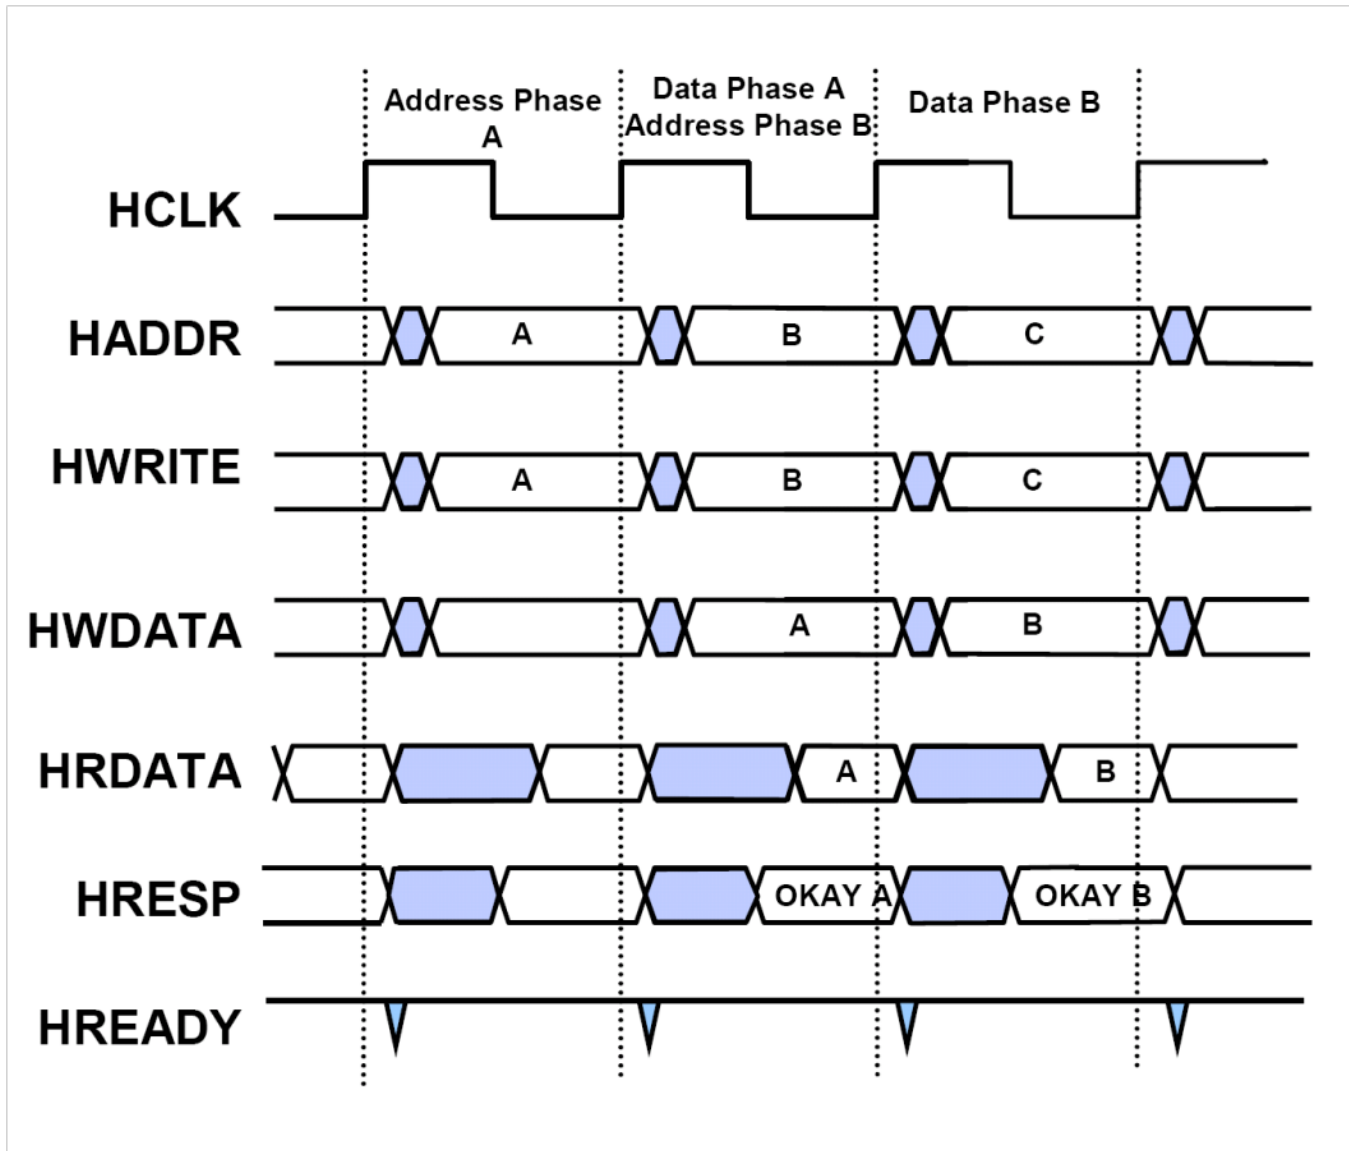 Address Phase
A
Data Phase A
Address Phase B
Data Phase B
HCLK
HADDR
A
B
C
HWRITE
A
B
C
HWDATA
A
B
HRDATA
A
B
HRESP
OKAY A
OKAY B
HREADY